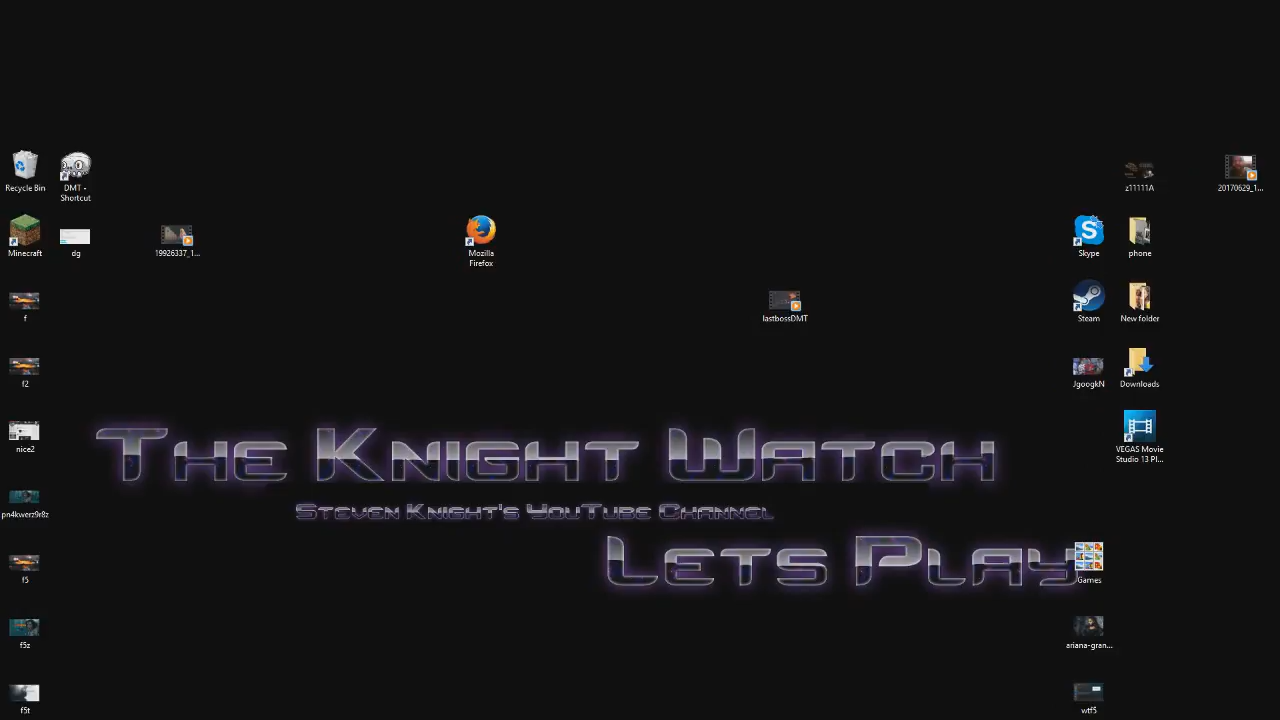 Recycle Bin
DMT -
Shortcut
z11111A
20170629_1...
Minecraft
dg
19926337_1...
Mozilla
Firefox
Skype
phone
f
lastbossDMT
Steam
New folder
f2
JgoogkN
Downloads
nice2
The Knight Watch
VEGAS Movie
Studio 13 Pl...
pn4kwerz9r8z
Steven Knight's YouTube Channel
f5
Lets Play
Games
f5z
ariana-gran...
f5t
wtf5